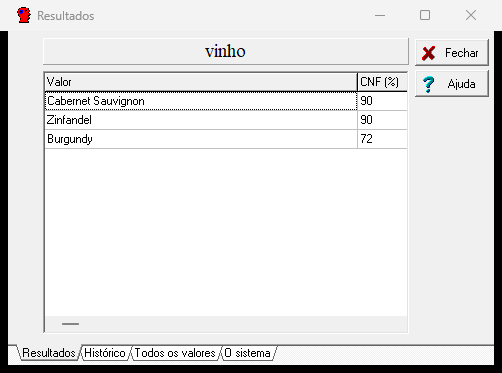 Resultados
vinho
Fechar
Ajuda
Valor CNF (%)
Cabernet Sauvignon 90
Zinfandel 90
Burgundy 72
Resultados Histórico Todos os valores O sistema